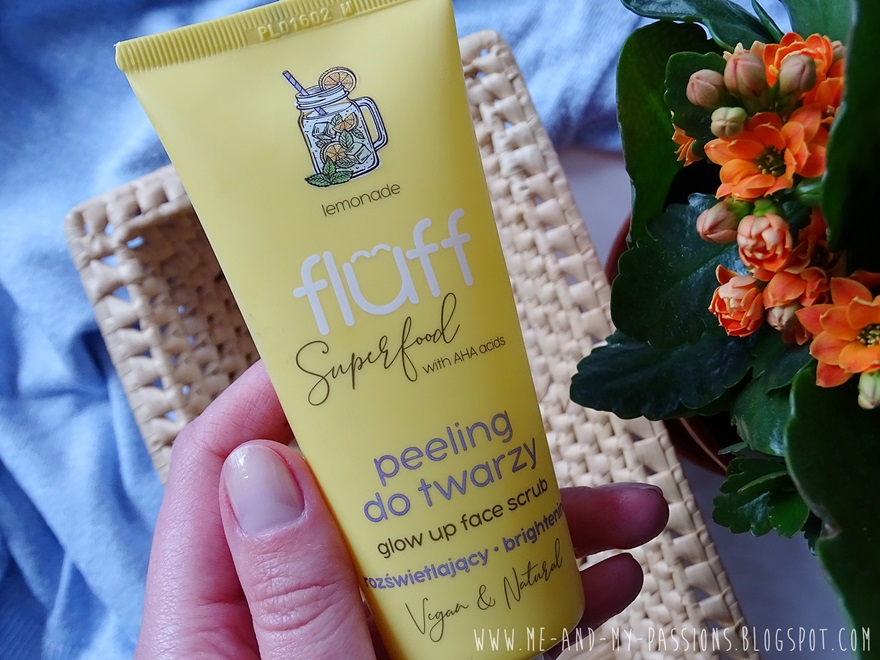 PL01602 M
lemonade
fluff
Superfood
with AHA acids
peeling
do twarzy
glow up face scrub
rozświetlający • brightenin
Vegan & Natural
WWW.ME-AND-MY-PASSIONS.BLOGSPOT.COM